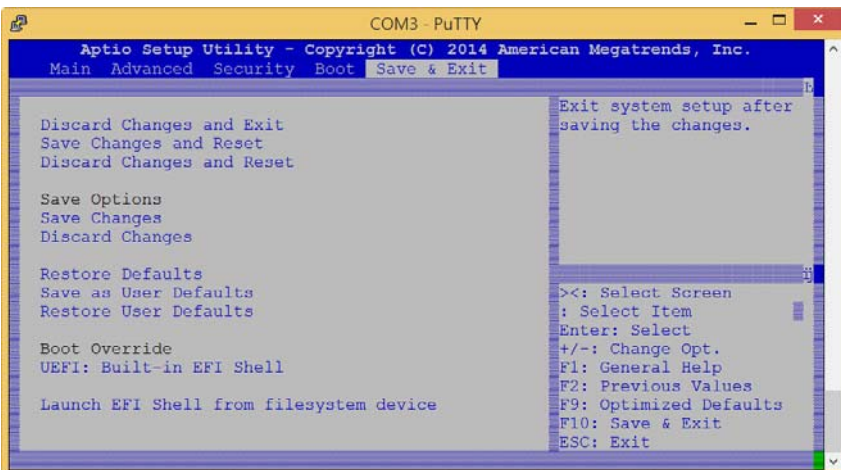 COM3 - PuTTY
Aptio Setup Utility - Copyright (C) 2014 American Megatrends, Inc.
Main Advanced Security Boot Save & Exit
Discard Changes and Exit
Save Changes and Reset
Discard Changes and Reset
Save Options
Save Changes
Discard Changes
Restore Defaults
Save as User Defaults
Restore User Defaults
Boot Override
UEFI: Built-in EFI Shell
Launch EFI Shell from filesystem device
Exit system setup after
saving the changes.
><: Select Screen
: Select Item
Enter: Select
+/-: Change Opt.
F1: General Help
F2: Previous Values
F9: Optimized Defaults
F10: Save & Exit
ESC: Exit